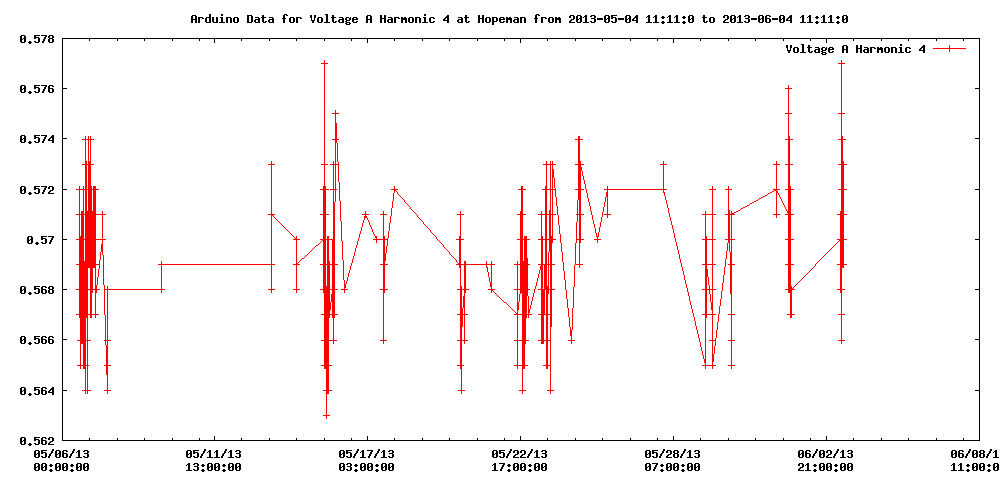 Arduino Data for Voltage A Harmonic 4 at Hopeman from 2013-05-04 11:11:0 to 2013-06-04 11:11:0
Voltage A Harmonic 4
0.578
0.576
0.574
0.572
0.57
0.568
0.566
0.564
0.562
05/06/13 05/11/13 05/17/13 05/22/13 05/28/13 06/02/13 06/08/1
00:00:00 13:00:00 03:00:00 17:00:00 07:00:00 21:00:00 11:00:0